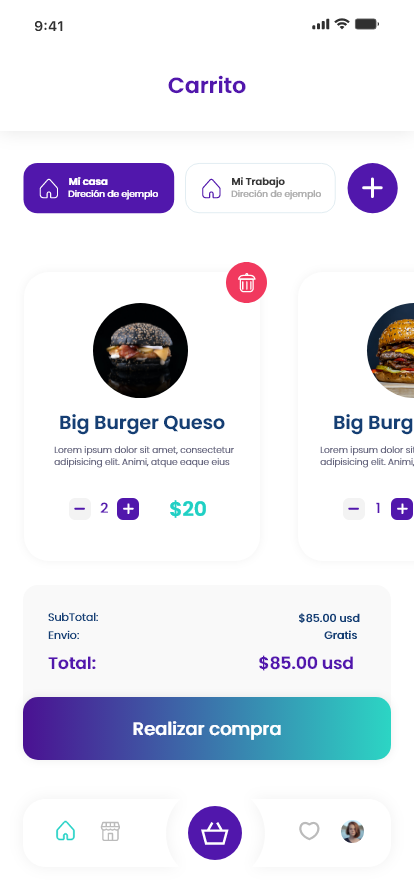 9:41
Carrito
Mi casa
Direción de ejemplo
Mi Trabajo
Direción de ejemplo
Big Burger Queso
Lorem ipsum dolor sit amet, consectetur
adipisicing elit. Animi, atque eaque eius
2
$20
Big Burg
Lorem ipsum dolor
adipisicing elit. Animi,
1
SubTotal:
$85.00 usd
Envio:
Gratis
Total:
$85.00 usd
Realizar compra